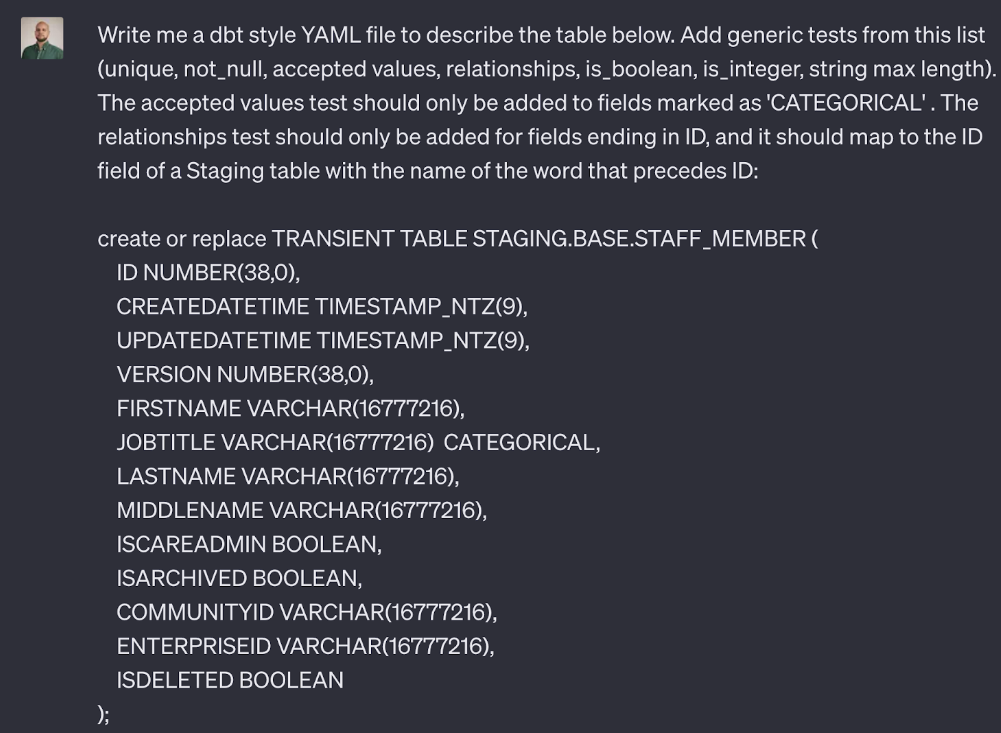 Write me a dbt style YAML file to describe the table below. Add generic tests from this list
(unique, not_null, accepted values, relationships, is_boolean, is_integer, string max length).
The accepted values test should only be added to fields marked as 'CATEGORICAL' . The
relationships test should only be added for fields ending in ID, and it should map to the ID
field of a Staging table with the name of the word that precedes ID:
create or replace TRANSIENT TABLE STAGING.BASE.STAFF_MEMBER (
ID NUMBER(38,0),
CREATEDATETIME TIMESTAMP_NTZ(9),
UPDATEDATETIME TIMESTAMP_NTZ(9),
VERSION NUMBER(38,0),
FIRSTNAME VARCHAR(16777216),
JOBTITLE VARCHAR(16777216)  CATEGORICAL,
LASTNAME VARCHAR(16777216),
MIDDLENAME VARCHAR(16777216),
ISCAREADMIN BOOLEAN,
ISARCHIVED BOOLEAN,
COMMUNITYID VARCHAR(16777216),
ENTERPRISEID VARCHAR(16777216),
ISDELETED BOOLEAN
);